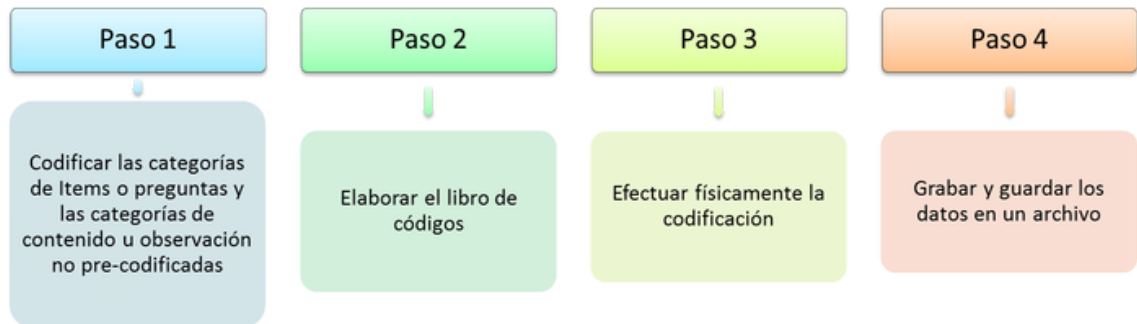 Paso 1
Codificar las categorías
de Items o preguntas y
las categorías de
contenido u observación
no pre-codificadas
Paso 2
Elaborar el libro de
códigos
Paso 3
Efectuar físicamente la
codificación
Paso 4
Grabar y guardar los
datos en un archivo